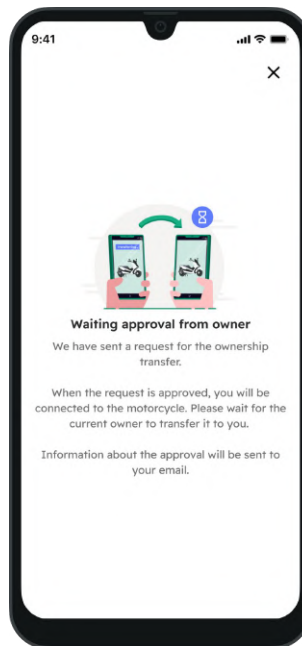 9:41
Waiting approval from owner
We have sent a request for the ownership
transfer.
When the request is approved, you will be
connected to the motorcycle. Please wait for the
current owner to transfer it to you.
Information about the approval will be sent to
your email.